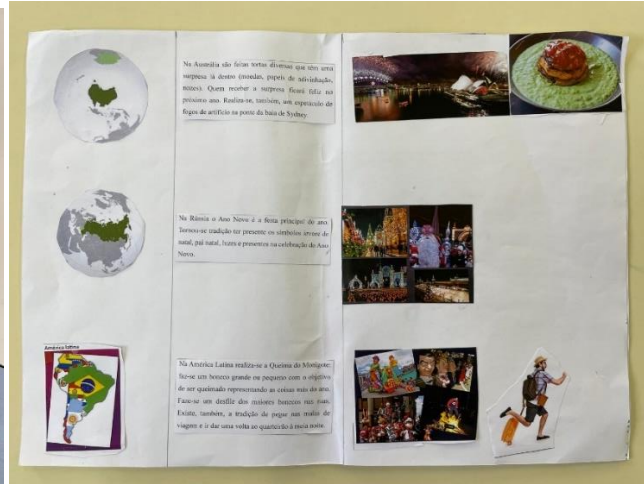 Na Austrália são feitas tortas diversas que têm uma
surpresa lá dentro (moedas, papeis de adivinhação,
nozes). Quem receber a surpresa ficará feliz no
próximo ano. Realiza-se, também, um espetáculo de
fogos de artifício na ponte da baía de Sydney
Na Rússia o Ano Novo é a festa principal do ano.
Tornou-se tradição ter presente os símbolos árvore de
natal, pai natal, luzes e presentes na celebração do Ano
Novo.
América latina
Na América Latina realiza-se a Queima do Monigote:
faz-se um boneco grande ou pequeno com o objetivo
de ser queimado representando as coisas más do ano.
Faz-se um desfile dos maiores bonecos nas ruas.
Existe, também, a tradição de pegar nas malas de
viagem e ir dar uma volta ao quarteirão à meia noite.